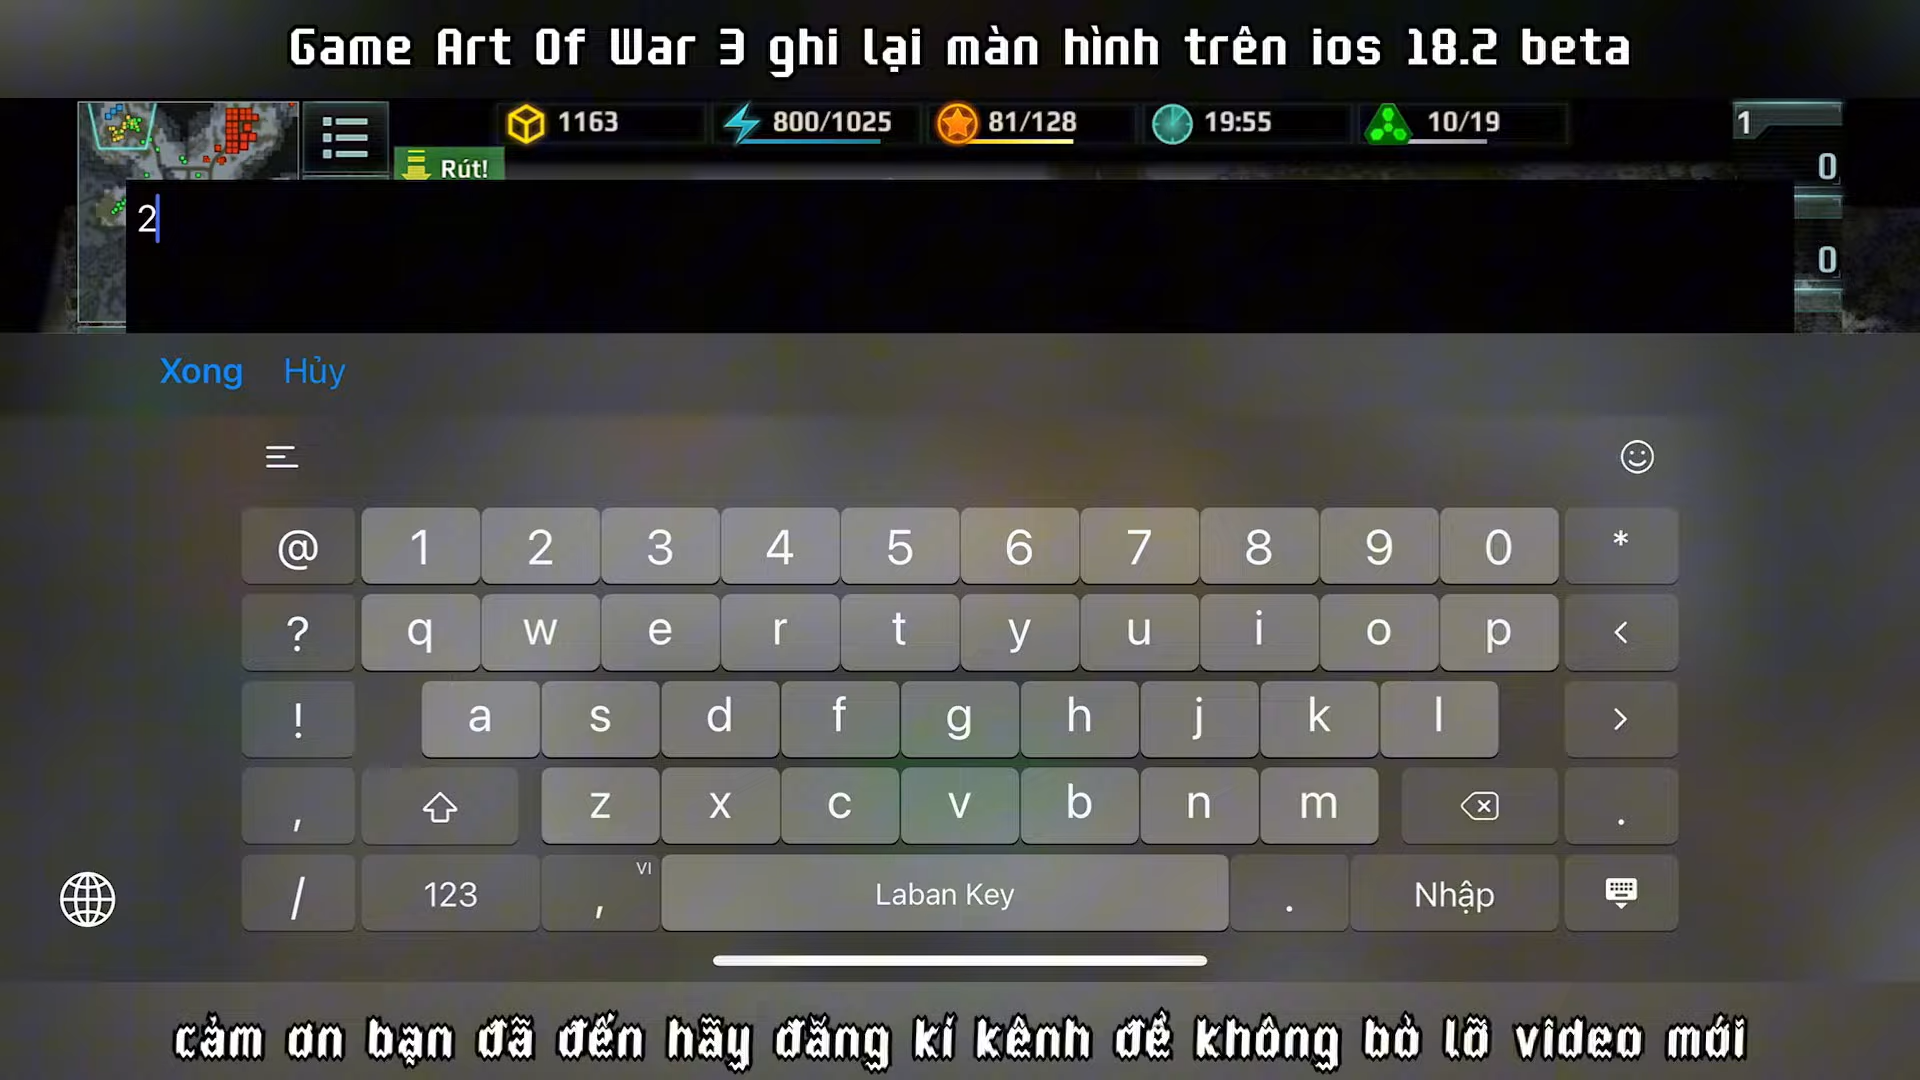 Game Art Of War 3 ghi lại màn hình trên ios 18.2 beta
1163 800/1025 81/128 19:55 10/19 1
Rút! 0
2
0
Xong Hủy
@ 1 2 3 4 5 6 7 8 9 0 *
? q w e r t y u i o p <
! a s d f g h j k l >
, z x c v b n m .
/ 123 , VI Laban Key . Nhập
cảm ơn bạn đã đến hãy đăng kí kênh để không bỏ lỡ video mới